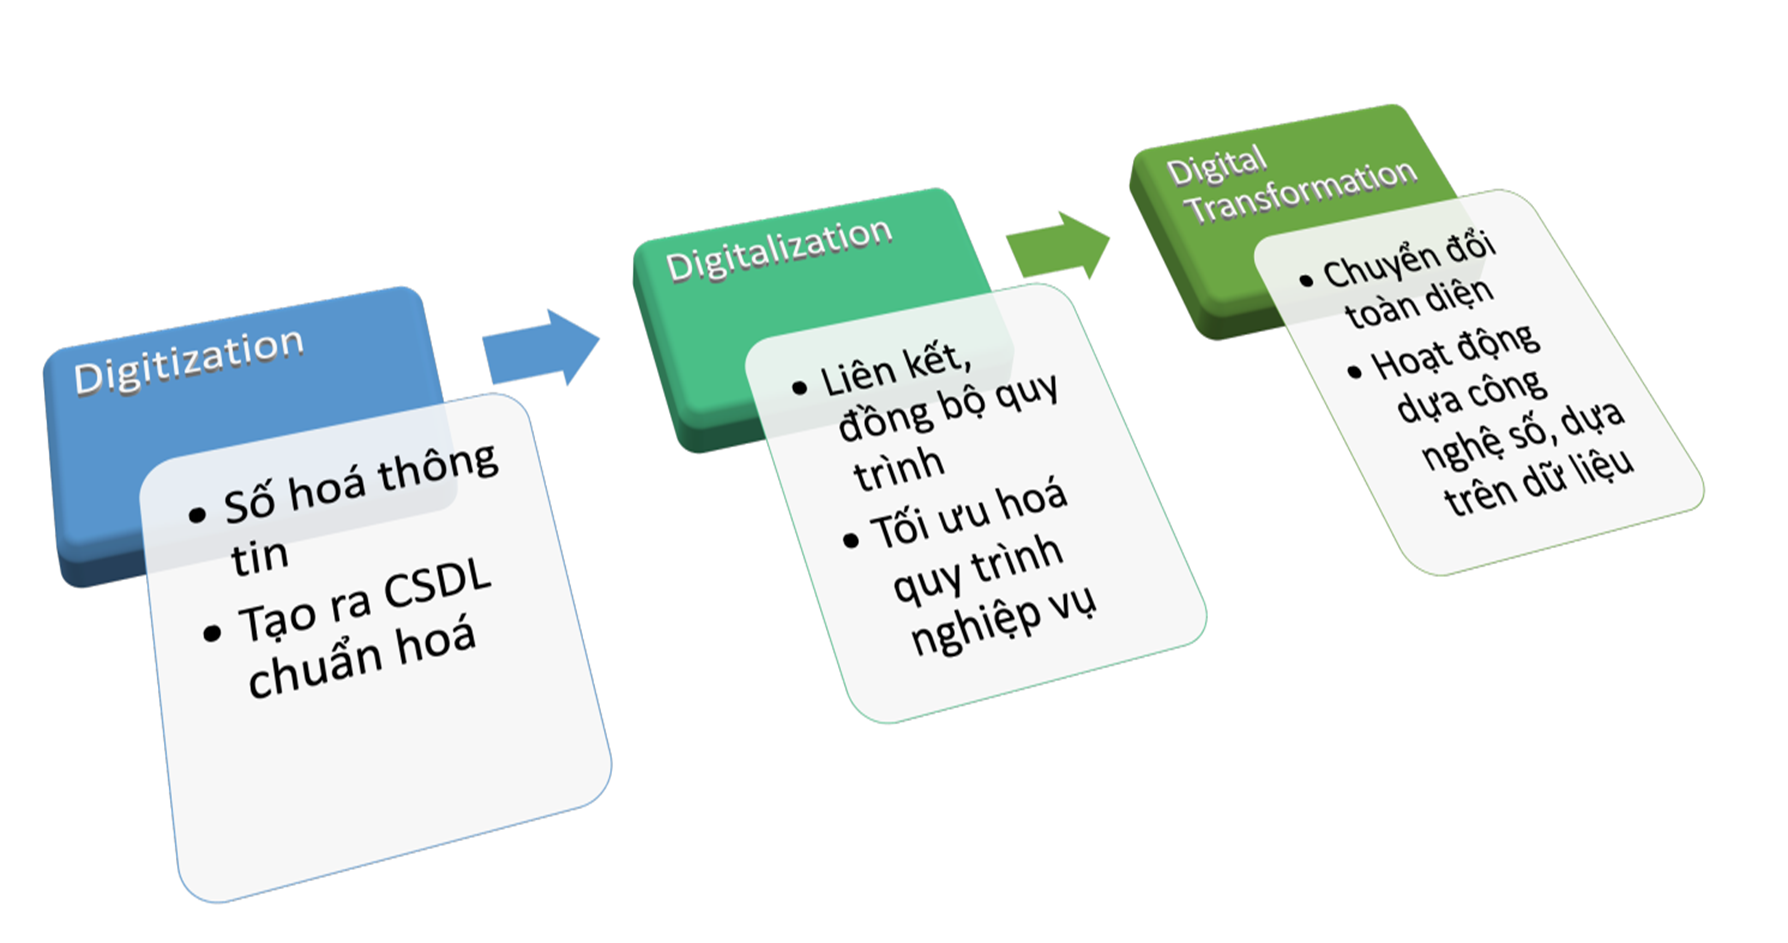 Digitization
• Số hoá thông
tin
• Tạo ra CSDL
chuẩn hoá
Digitalization
• Liên kết,
đồng bộ quy
trình
• Tối ưu hoá
quy trình
nghiệp vụ
Digital
Transformation
• Chuyển đổi
toàn diện
• Hoạt động
dựa công
nghệ số, dựa
trên dữ liệu